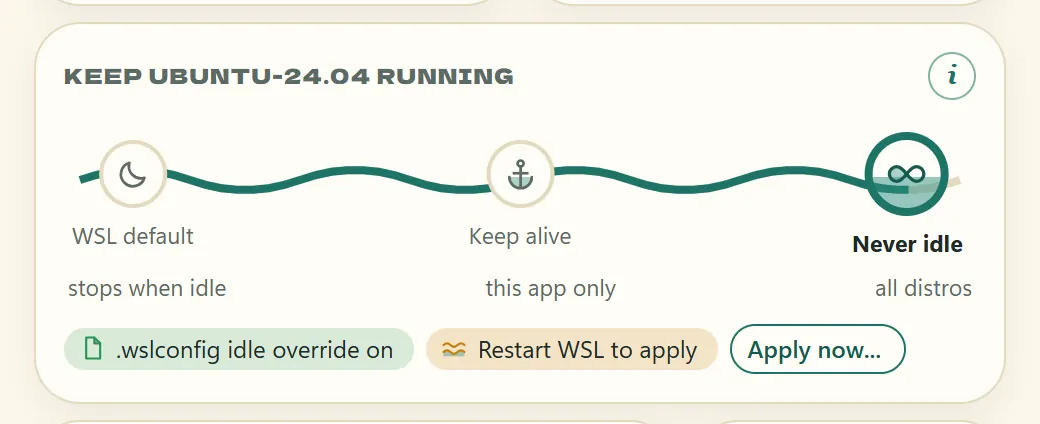 KEEP UBUNTU-24.04 RUNNING
i
WSL default
Keep alive
Never idle
stops when idle
this app only
all distros
.wslconfig idle override on
Restart WSL to apply
Apply now...